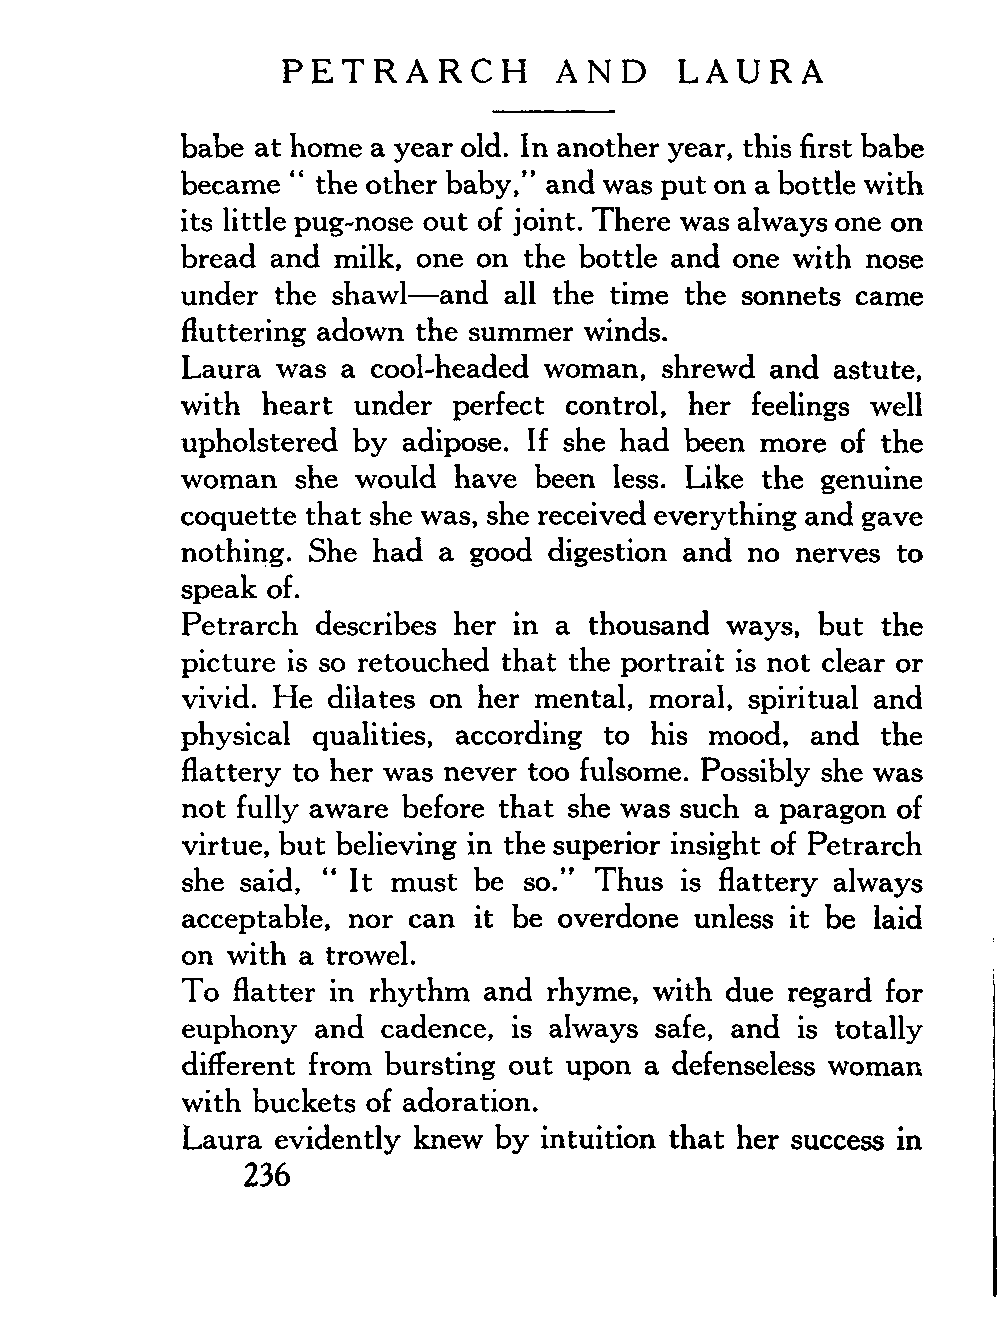 PETRARCH AND LAURA
babe at home a year old. In another year, this first babe
became “ the other baby,” and was put on a bottle with
its little pug-nose out of joint. There was always one on
bread and milk, one on the bottle and one with nose
under the shawl—and all the time the sonnets came
fluttering adown the summer winds.
Laura was a cool-headed woman, shrewd and astute,
with heart under perfect control, her feelings well
upholstered by adipose. If she had been more of the
woman she would have been less. Like the genuine
coquette that she was, she received everything and gave
nothing. She had a good digestion and no nerves to
speak of.
Petrarch describes her in a thousand ways, but the
picture is so retouched that the portrait is not clear or
vivid. He dilates on her mental, moral, spiritual and
physical qualities, according to his mood, and the
flattery to her was never too fulsome. Possibly she was
not fully aware before that she was such a paragon of
virtue, but believing in the superior insight of Petrarch
she said, “ It must be so.” Thus is flattery always
acceptable, nor can it be overdone unless it be laid
on with a trowel.
To flatter in rhythm and rhyme, with due regard for
euphony and cadence, is always safe, and is totally
different from bursting out upon a defenseless woman
with buckets of adoration.
Laura evidently knew by intuition that her success in
236